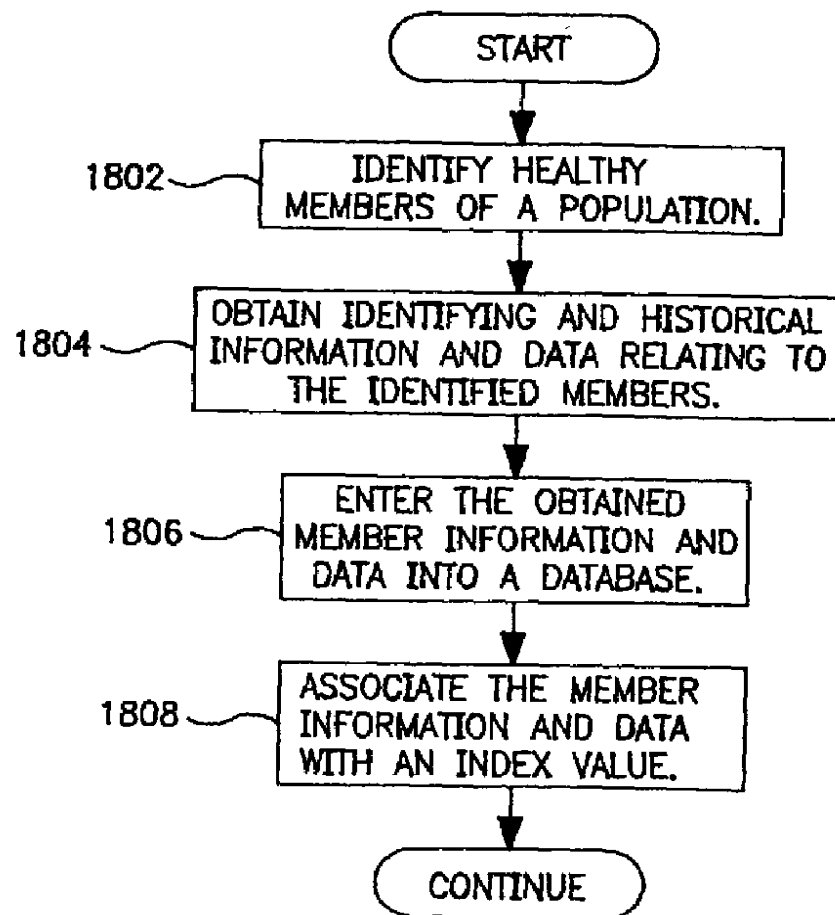 START
1802
IDENTIFY HEALTHY
MEMBERS OF A POPULATION.
1804
OBTAIN IDENTIFYING AND HISTORICAL
INFORMATION AND DATA RELATING TO
THE IDENTIFIED MEMBERS.
1806
ENTER THE OBTAINED
MEMBER INFORMATION AND
DATA INTO A DATABASE.
1808
ASSOCIATE THE MEMBER
INFORMATION AND DATA
WITH AN INDEX VALUE.
CONTINUE